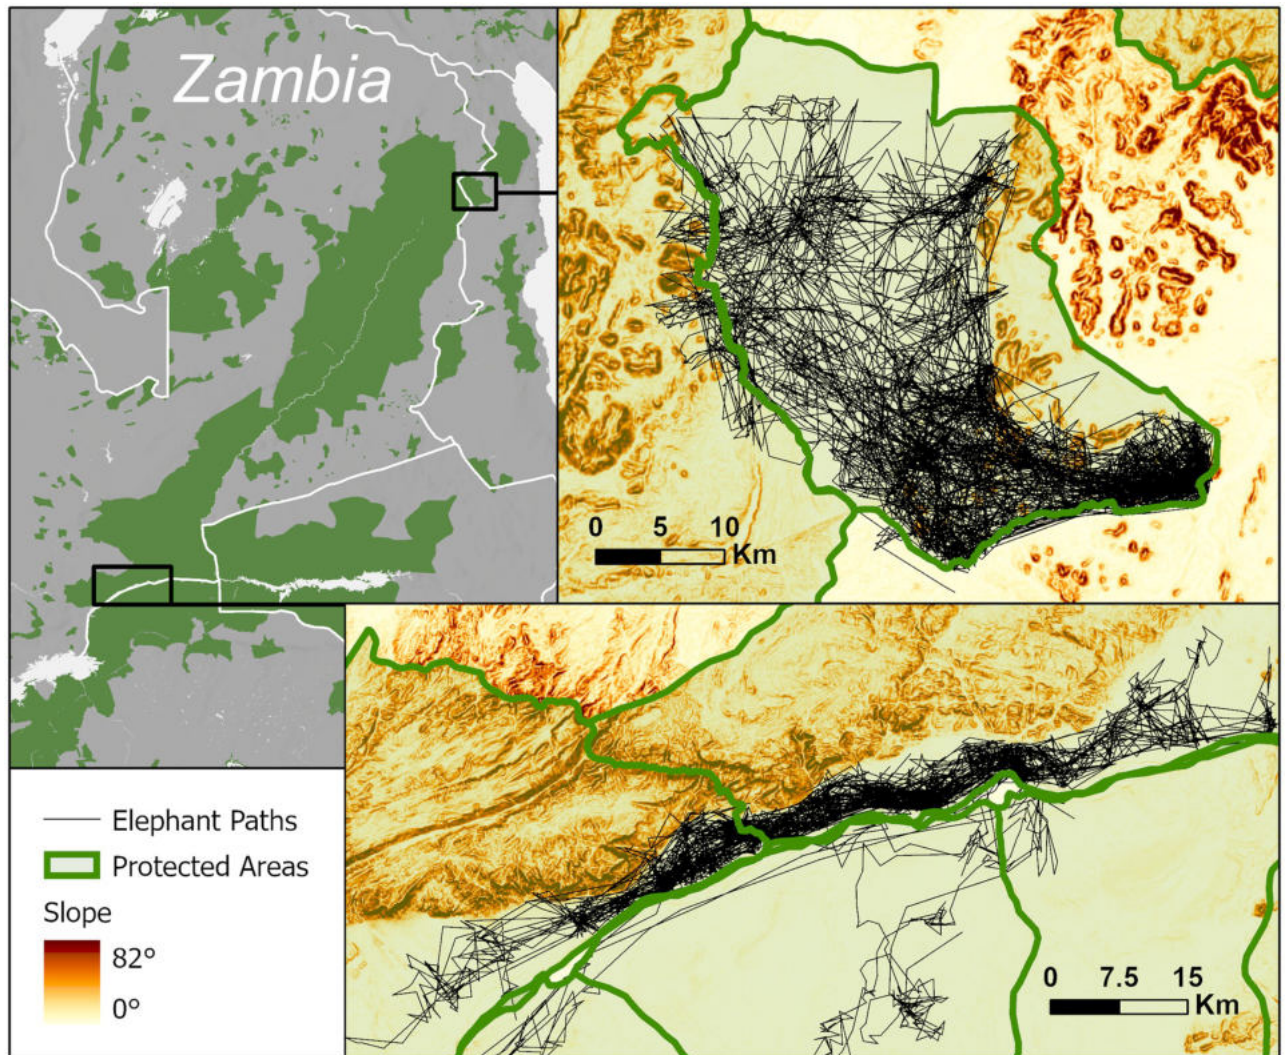 Zambia
0 5 10
Km
Elephant Paths
Protected Areas
Slope
82°
0°
0 7.5 15
Km